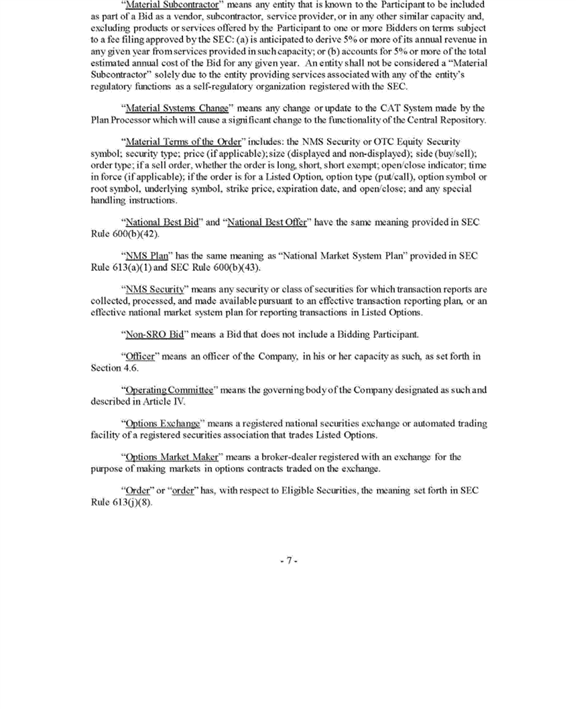 “Material Subcontractor” means any entity that is known to the Participant to be included
as part of a Bid as a vendor, subcontractor, service provider, or in any other similar capacity and,
excluding products or services offered by the Participant to one or more Bidders on terms subject
to a fee filing approved by the SEC: (a) is anticipated to derive 5% or more of its annual revenue in
any given year from services provided in such capacity; or (b) accounts for 5% or more of the total
estimated annual cost of the Bid for any given year. An entity shall not be considered a “Material
Subcontractor” solely due to the entity providing services associated with any of the entity’s
regulatory functions as a self-regulatory organization registered with the SEC.
“Material Systems Change” means any change or update to the CAT System made by the
Plan Processor which will cause a significant change to the functionality of the Central Repository.
“Material Terms of the Order” includes: the NMS Security or OTC Equity Security
symbol; security type; price (if applicable); size (displayed and non-displayed); side (buy/sell);
order type; if a sell order, whether the order is long, short, short exempt; open/close indicator; time
in force (if applicable); if the order is for a Listed Option, option type (put/call), option symbol or
root symbol, underlying symbol, strike price, expiration date, and open/close; and any special
handling instructions.
“National Best Bid” and “National Best Offer” have the same meaning provided in SEC
Rule 600(b)(42).
“NMS Plan” has the same meaning as “National Market System Plan” provided in SEC
Rule 613(a)(1) and SEC Rule 600(b)(43).
“NMS Security” means any security or class of securities for which transaction reports are
collected, processed, and made available pursuant to an effective transaction reporting plan, or an
effective national market system plan for reporting transactions in Listed Options.
“Non-SRO Bid” means a Bid that does not include a Bidding Participant.
“Officer” means an officer of the Company, in his or her capacity as such, as set forth in
Section 4.6.
“Operating Committee” means the governing body of the Company designated as such and
described in Article IV.
“Options Exchange” means a registered national securities exchange or automated trading
facility of a registered securities association that trades Listed Options.
“Options Market Maker” means a broker-dealer registered with an exchange for the
purpose of making markets in options contracts traded on the exchange.
“Order” or “order” has, with respect to Eligible Securities, the meaning set forth in SEC
Rule 613(j)(8).
- 7 -